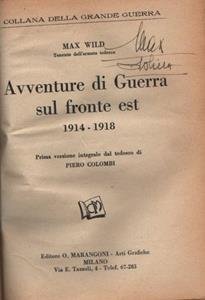 COLLANA DELLA GRANDE GUERRA
MAX WILD
Tenente dell'armata tedesca
Avventure di Guerra
sul fronte est
1914 - 1918
Prima versione integrale dal tedesco di
PIERO COLOMBI
Editore O. MARANGONI - Arti Grafiche
MILANO
Via E. Tazzoli, 4 - Telef. 67-263